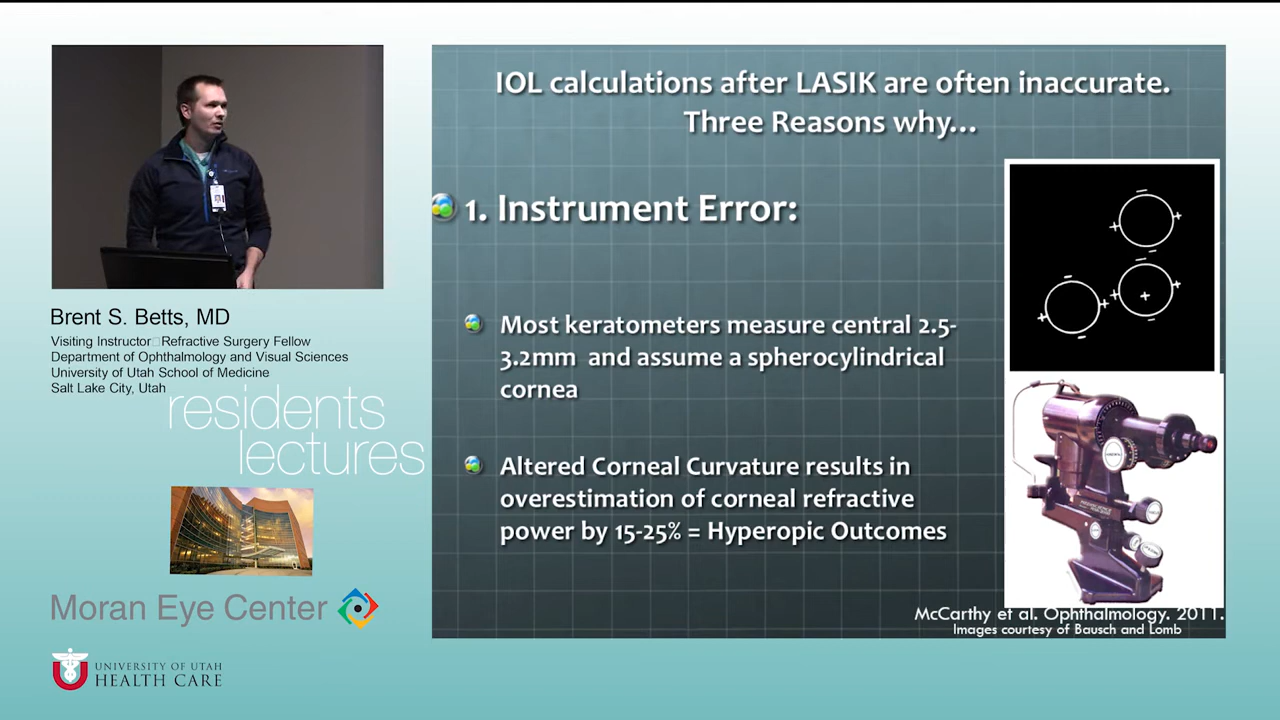 Brent S. Betts, MD
Visiting Instructor□Refractive Surgery Fellow
Department of Ophthalmology and Visual Sciences
University of Utah School of Medicine
Salt Lake City, Utah
residents
lectures
Moran Eye Center
UNIVERSITY OF UTAH
HEALTH CARE
IOL calculations after LASIK are often inaccurate.
Three Reasons why...
1. Instrument Error:
Most keratometers measure central 2.5-
3.2mm and assume a spherocylindrical
cornea
Altered Corneal Curvature results in
overestimation of corneal refractive
power by 15-25% = Hyperopic Outcomes
McCarthy et al. Ophthalmology. 2011.
Images courtesy of Bausch and Lomb